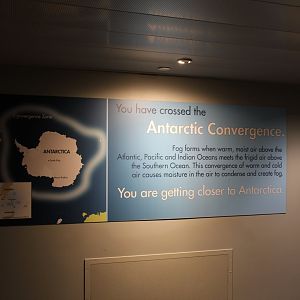 Convergence Zone
ANTARCTICA
You have crossed the
Antarctic Convergence.
Fog forms when warm, moist air above the
Atlantic, Pacific and Indian Oceans meets the frigid air above
the Southern Ocean. This convergence of warm and cold
air causes moisture in the air to condense and create fog.
You are getting closer to Antarctica.